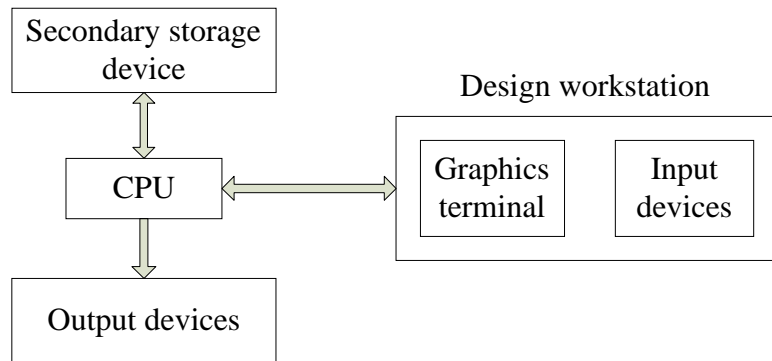 Secondary storage
device
Design workstation
CPU
Graphics
terminal
Input
devices
Output devices